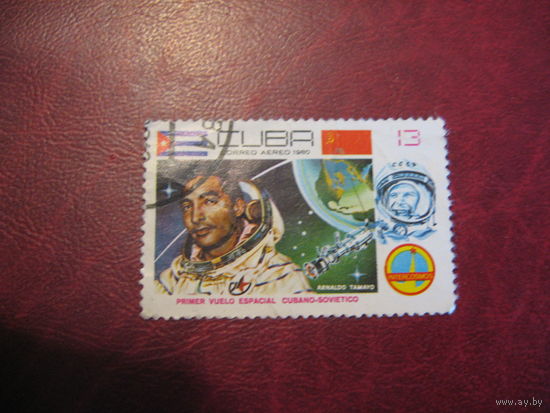 CUBA
13
CORREO AEREO 1980
CCCP
INTERCOSMOS
ARNALDO TAMAYO
PRIMER VUELO ESPACIAL CUBANO-SOVIETICO
www.ay.by